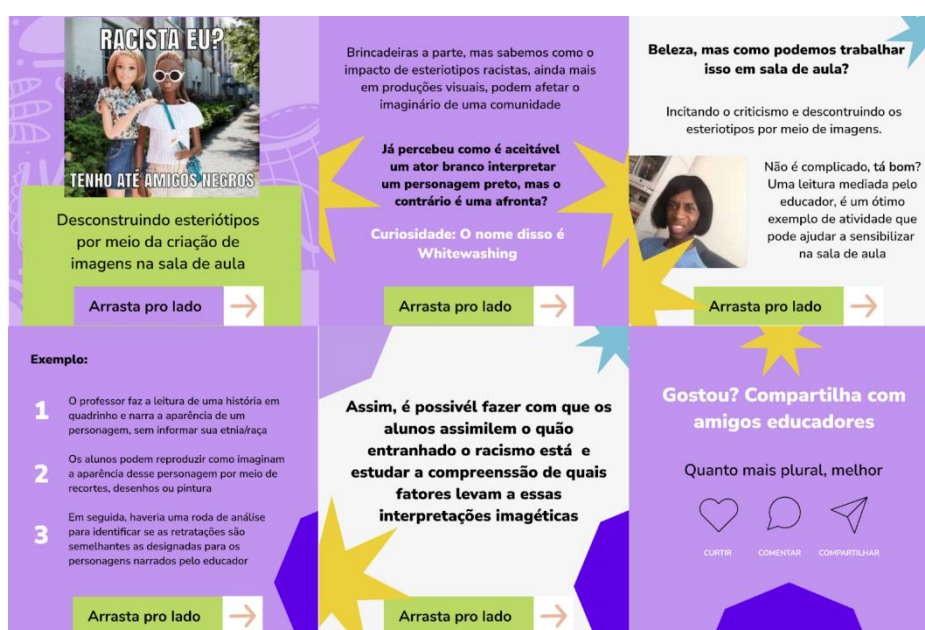 RACISTA EU?
TENHO ATÉ AMIGOS NEGROS
Desconstruindo esteriótipos
por meio da criação de
imagens na sala de aula
Arrasta pro lado
Brincadeiras a parte, mas sabemos como o
impacto de esteriotipos racistas, ainda mais
em produções visuais, podem afetar o
imaginário de uma comunidade
Já percebeu como é aceitável
um ator branco interpretar
um personagem preto, mas o
contrário é uma afronta?
Curiosidade: O nome disso é
Whitewashing
Arrasta pro lado
Beleza, mas como podemos trabalhar
isso em sala de aula?
Incitando o criticismo e descontruindo os
esteriotipos por meio de imagens.
Não é complicado, tá bom?
Uma leitura mediada pelo
educador, é um ótimo
exemplo de atividade que
pode ajudar a sensibilizar
na sala de aula
Arrasta pro lado
Exemplo:
1
O professor faz a leitura de uma história em
quadrinho e narra a aparência de um
personagem, sem informar sua etnia/raça
2
Os alunos podem reproduzir como imaginam
a aparência desse personagem por meio de
recortes, desenhos ou pintura
3
Em seguida, haveria uma roda de análise
para identificar se as retratações são
semelhantes as designadas para os
personagens narrados pelo educador
Arrasta pro lado
Assim, é possivél fazer com que os
alunos assimilem o quão
entranhado o racismo está e
estudar a compreenssão de quais
fatores levam a essas
interpretações imagéticas
Arrasta pro lado
Gostou? Compartilha com
amigos educadores
Quanto mais plural, melhor
CURTIR
COMENTAR
COMPARTILHAR